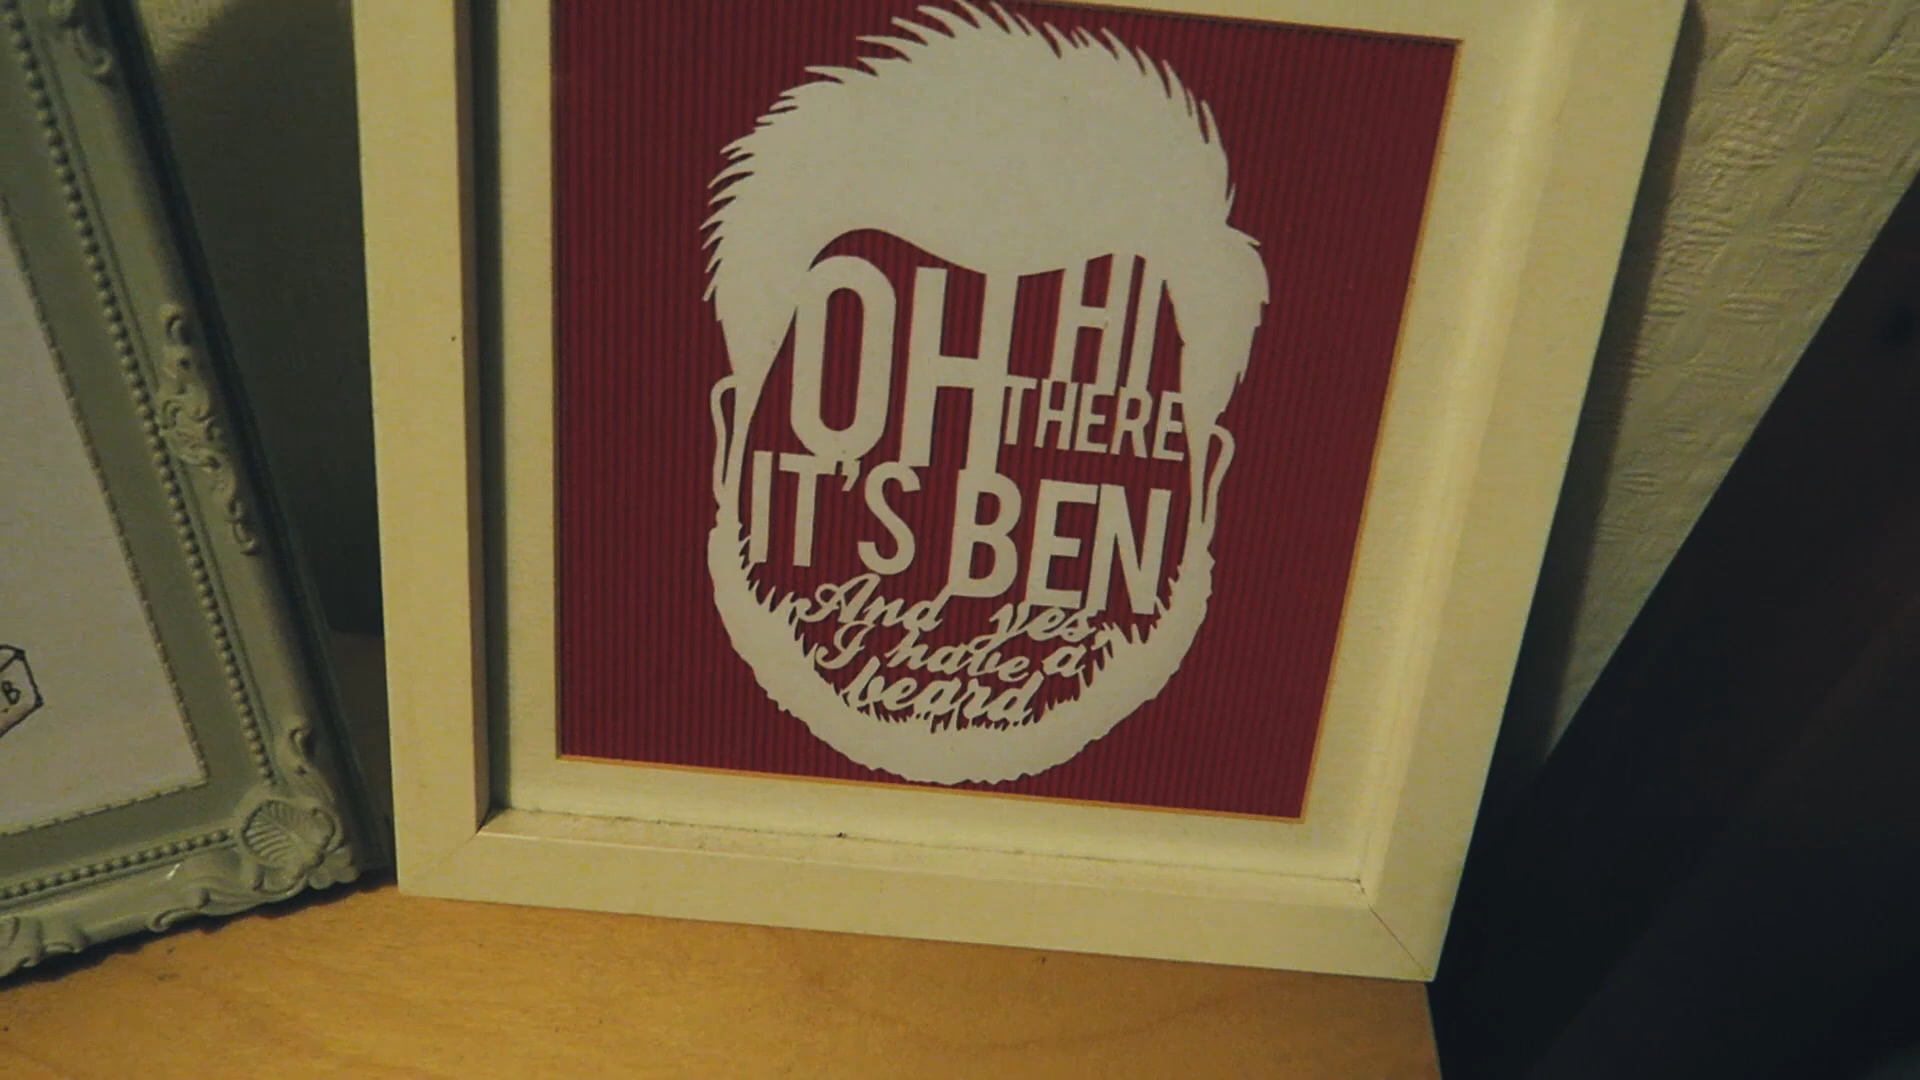 OH HI
THERE
IT'S BEN
And yes,
I have a
beard
B